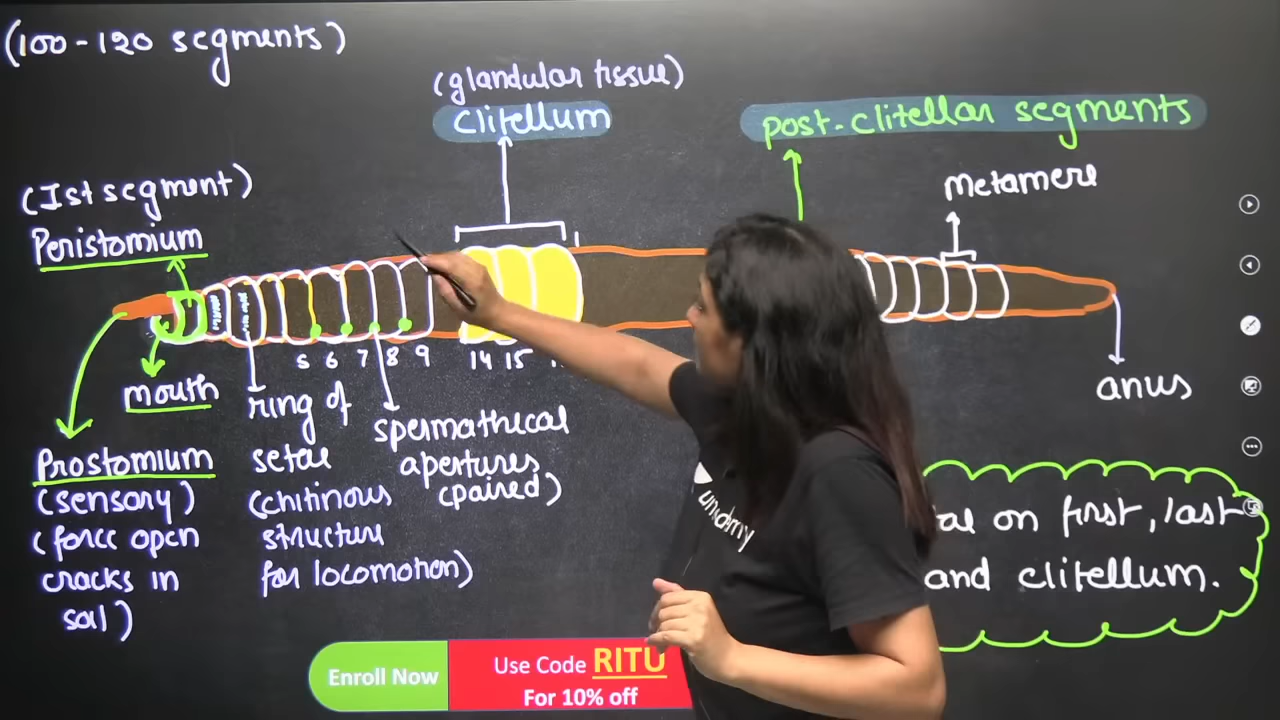 (100-120 segments)
(glandular tissue)
clitellum
post-clitellar segments
Metamere
(Ist segment)
Peristomium
5 6 7 8 9 14 15
mouth
anus
ring of
setae
(chitinous
structure
for locomotion)
spermathecal
apertures
(paired)
Prostomium
(sensory)
(force open
cracks in
soil)
on first, last
and clitellum.
unacademy
Enroll Now
Use Code RITU
For 10% off